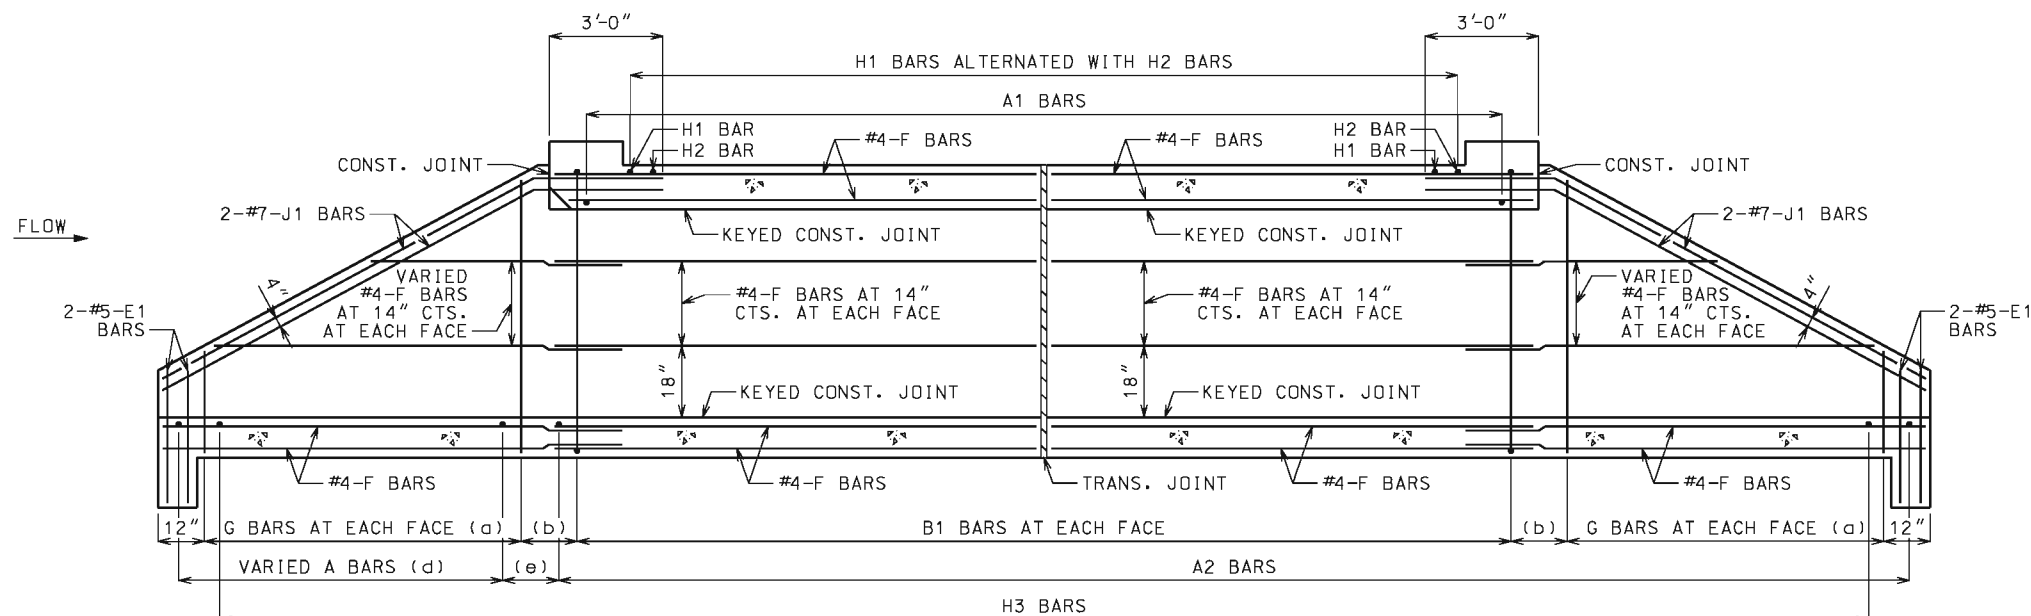 3'-0"
3'-0"
H1 BARS ALTERNATED WITH H2 BARS
A1 BARS
H1 BAR
H2 BAR
#4-F BARS
#4-F BARS
H2 BAR
H1 BAR
CONST. JOINT
CONST. JOINT
2-#7-J1 BARS
2-#7-J1 BARS
FLOW
KEYED CONST. JOINT
KEYED CONST. JOINT
4"
VARIED
#4-F BARS
AT 14" CTS.
AT EACH FACE
#4-F BARS AT 14"
CTS. AT EACH FACE
#4-F BARS AT 14"
CTS. AT EACH FACE
VARIED
#4-F BARS
AT 14" CTS.
AT EACH FACE
4"
2-#5-E1
BARS
2-#5-E1
BARS
18"
18"
KEYED CONST. JOINT
KEYED CONST. JOINT
#4-F BARS
#4-F BARS
TRANS. JOINT
#4-F BARS
#4-F BARS
12"
G BARS AT EACH FACE (a)
(b)
B1 BARS AT EACH FACE
(b)
G BARS AT EACH FACE (a)
12"
VARIED A BARS (d)
(e)
A2 BARS
H3 BARS